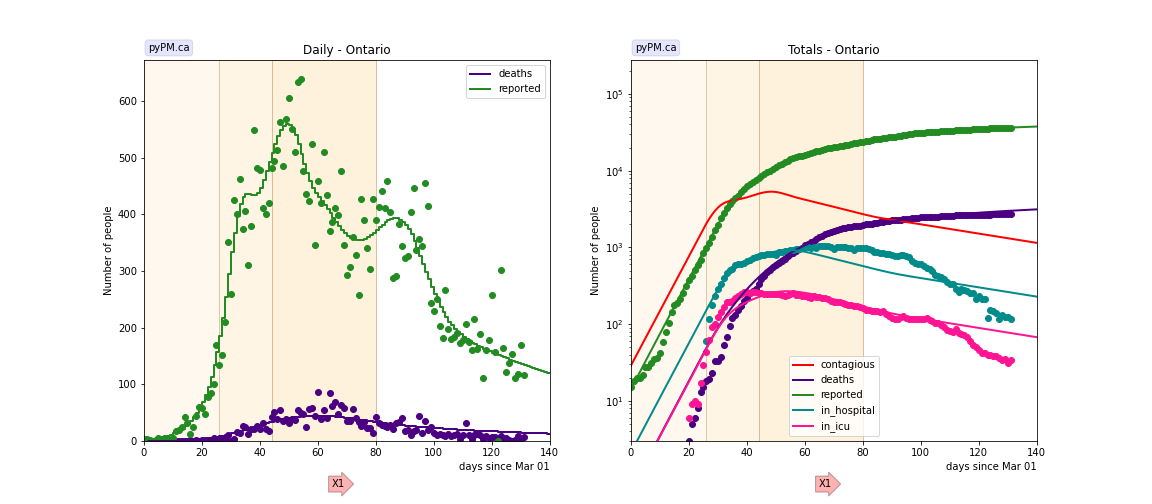 pyPM.ca
Daily - Ontario
deaths
reported
Number of people
600
500
400
300
200
100
0
0 20 40 60 80 100 120 140
days since Mar 01
X1
pyPM.ca
Totals - Ontario
Number of people
10⁵
10⁴
10³
10²
10¹
contagious
deaths
reported
in_hospital
in_icu
0 20 40 60 80 100 120 140
days since Mar 01
X1